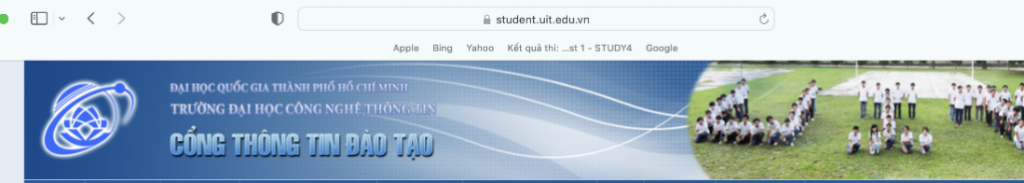 student.uit.edu.vn
Apple Bing Yahoo Kết quả thi: ...st 1 - STUDY4 Google
ĐẠI HỌC QUỐC GIA THÀNH PHỐ HỒ CHÍ MINH
TRƯỜNG ĐẠI HỌC CÔNG NGHỆ THÔNG TIN
CỔNG THÔNG TIN ĐÀO TẠO